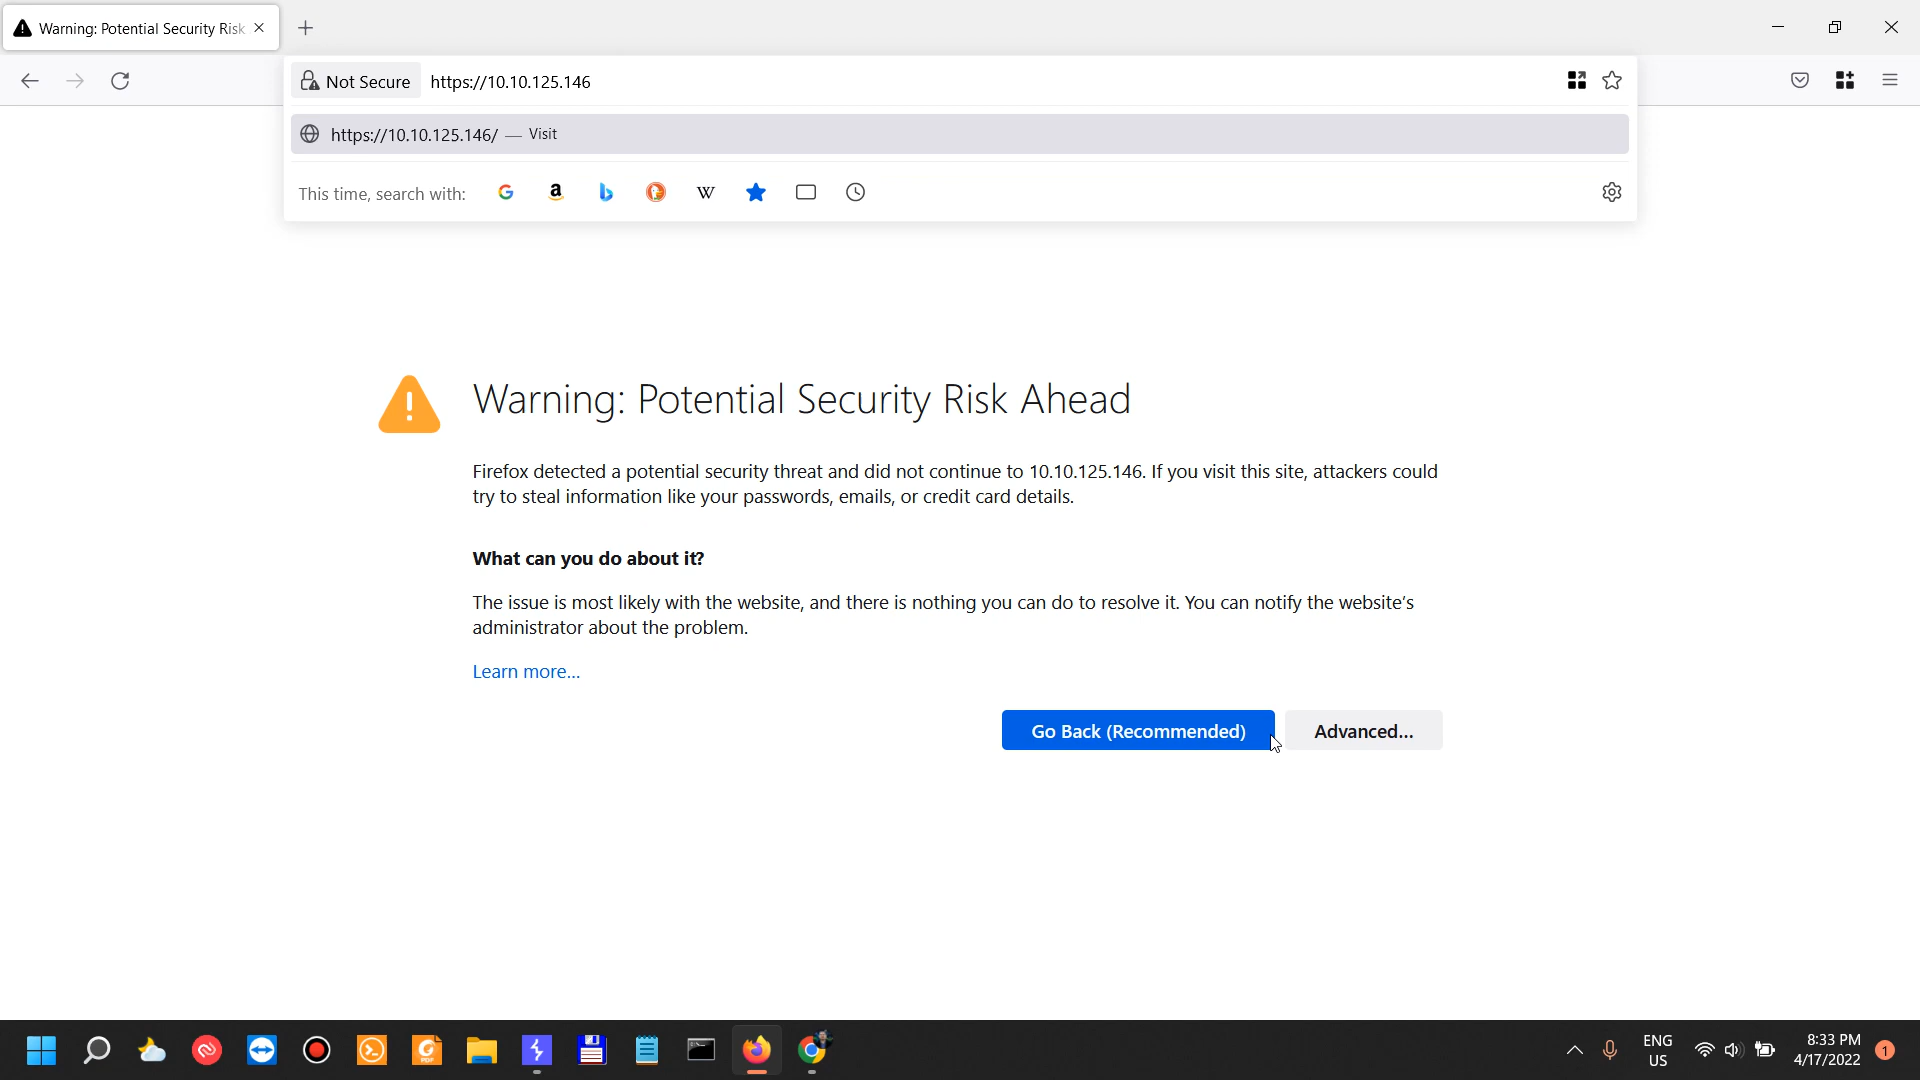 Warning: Potential Security Risk
Not Secure
https://10.10.125.146
https://10.10.125.146/ — Visit
This time, search with:
Warning: Potential Security Risk Ahead
Firefox detected a potential security threat and did not continue to 10.10.125.146. If you visit this site, attackers could
try to steal information like your passwords, emails, or credit card details.
What can you do about it?
The issue is most likely with the website, and there is nothing you can do to resolve it. You can notify the website's
administrator about the problem.
Learn more...
Go Back (Recommended)
Advanced...
PDF
ENG
US
8:33 PM
4/17/2022
1